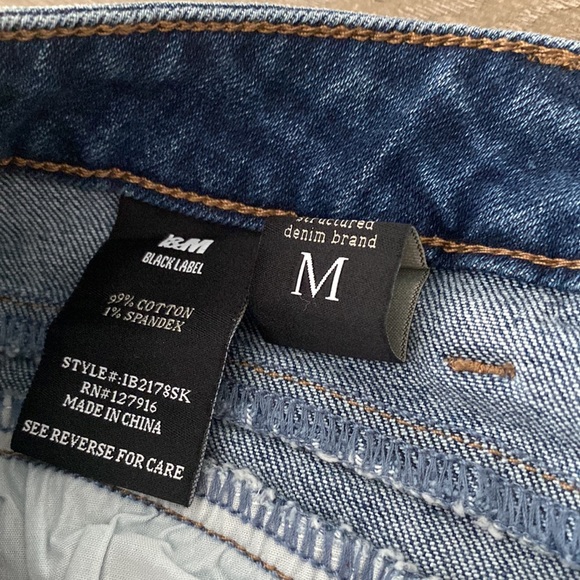 I&M
BLACK LABEL
99% COTTON
1% SPANDEX
STYLE#:IB2178SK
RN#127916
MADE IN CHINA
SEE REVERSE FOR CARE
structured
denim brand
M